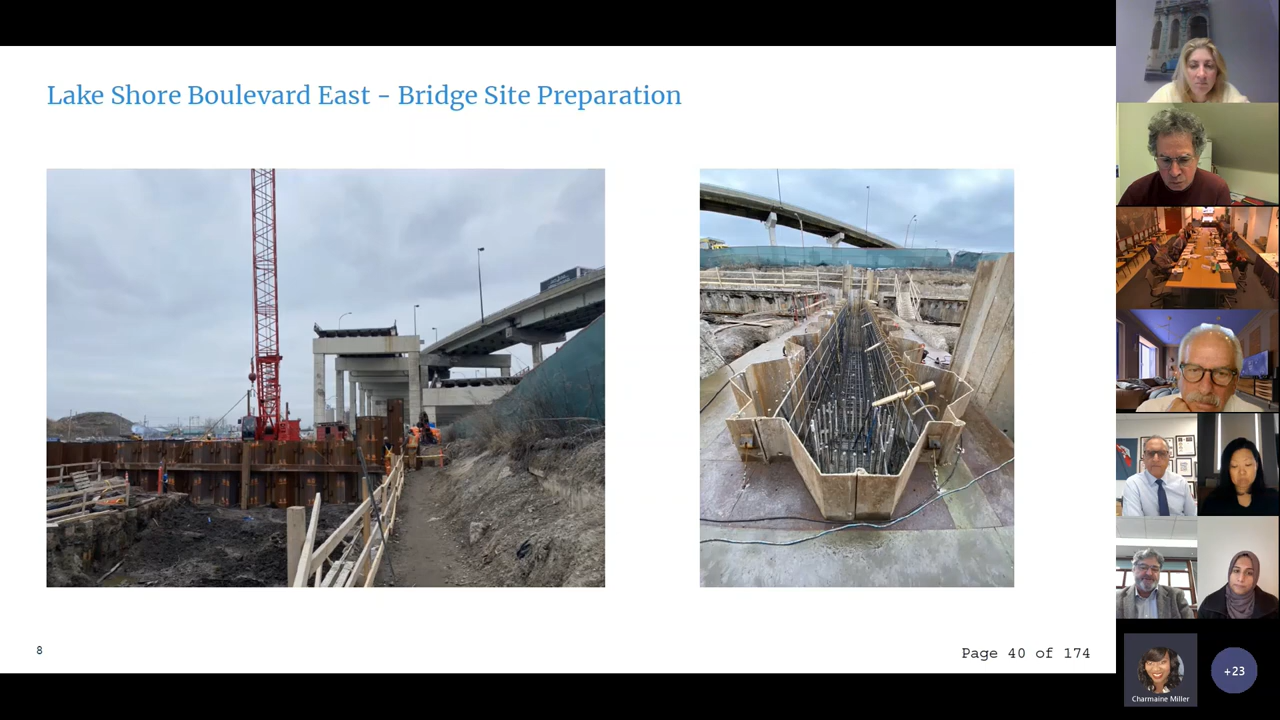 Lake Shore Boulevard East - Bridge Site Preparation
8
Page 40 of 174
Charmaine Miller
+23